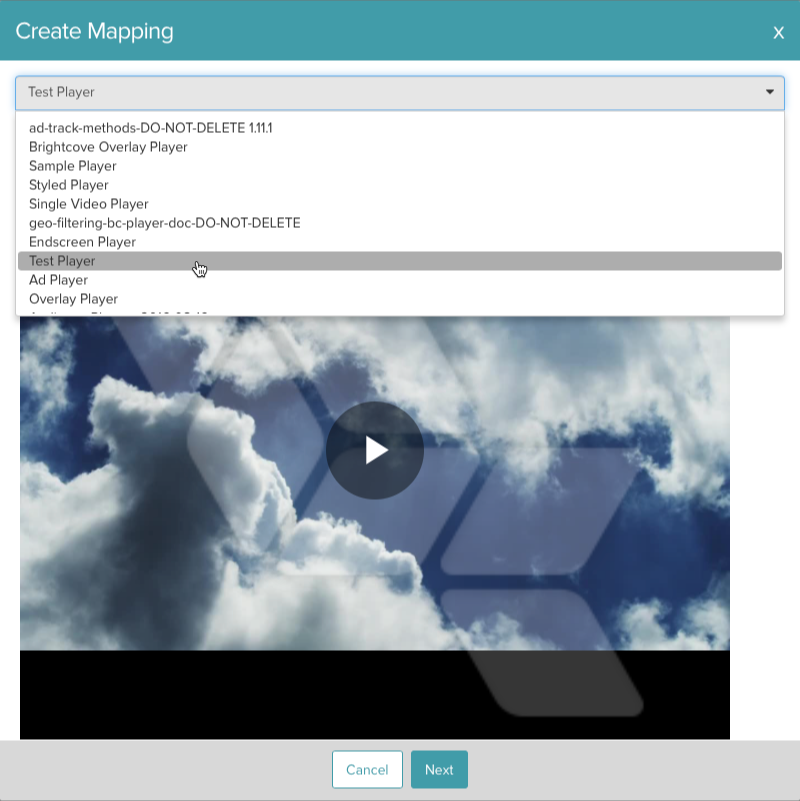 Create Mapping
X
Test Player
ad-track-methods-DO-NOT-DELETE 1.11.1
Brightcove Overlay Player
Sample Player
Styled Player
Single Video Player
geo-filtering-bc-player-doc-DO-NOT-DELETE
Endscreen Player
Test Player
Ad Player
Overlay Player
Cancel
Next